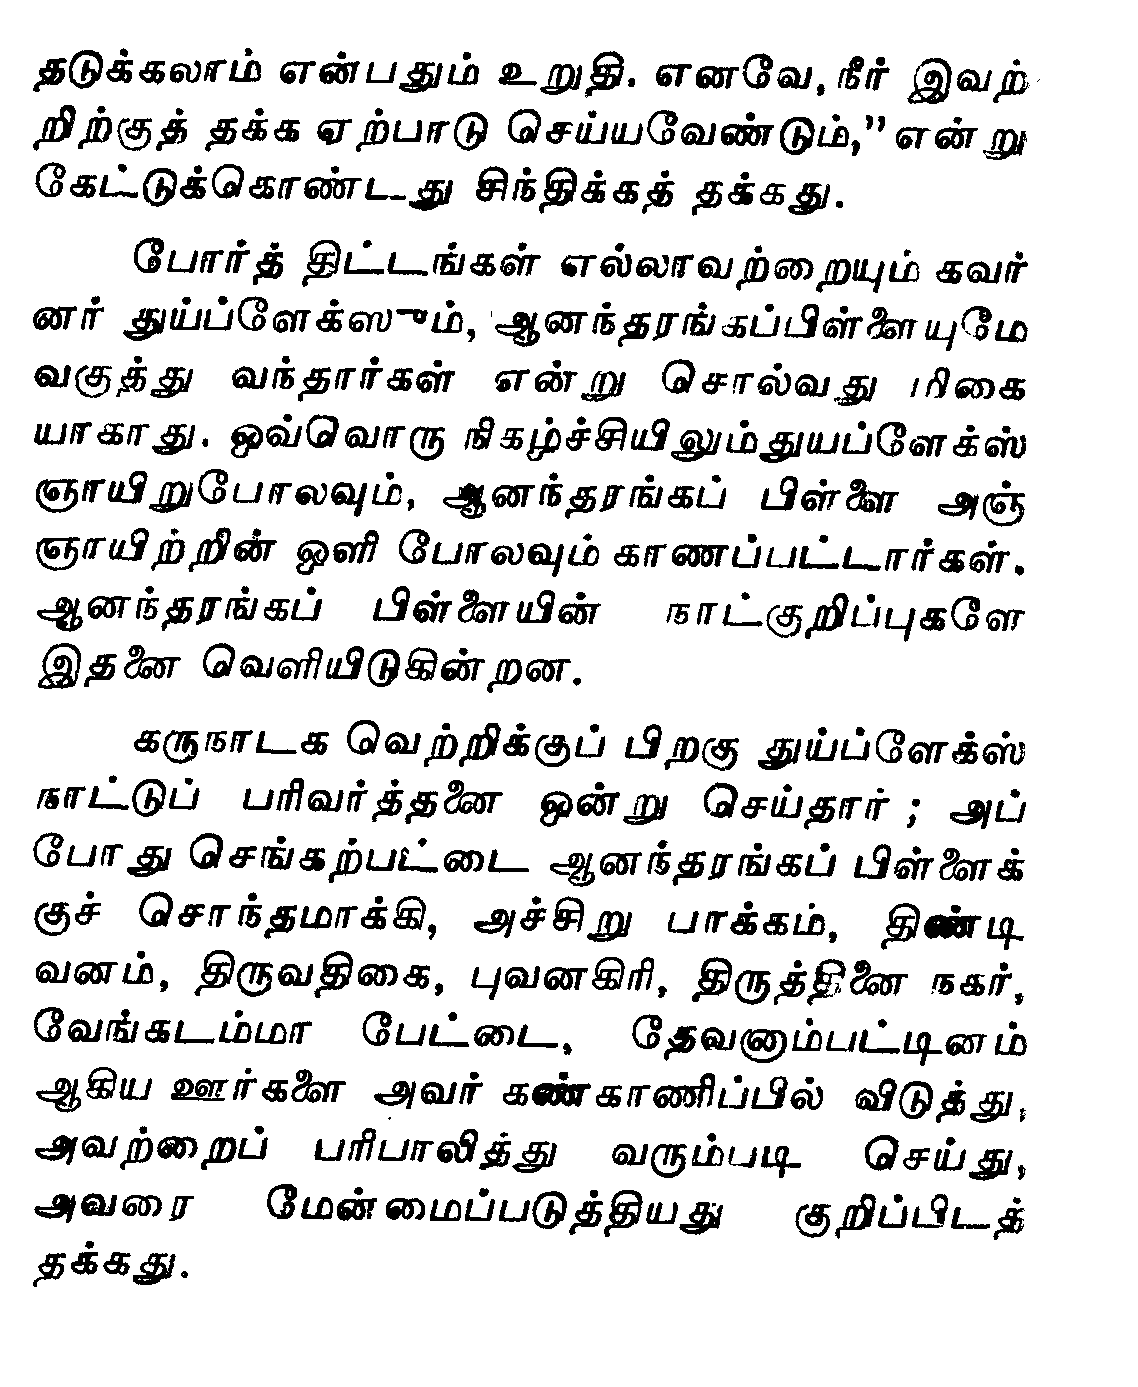 தடுக்கலாம் என்பதும் உறுதி. எனவே, நீர் இவற்
றிற்குத் தக்க ஏற்பாடு செய்யவேண்டும்,” என்று
கேட்டுக்கொண்டது சிந்திக்கத் தக்கது.
போர்த் திட்டங்கள் எல்லாவற்றையும் கவர்
னர் துய்ப்ளேக்ஸும், ஆனந்தரங்கப்பிள்ளையுமே
வகுத்து வந்தார்கள் என்று சொல்வது மிகை
யாகாது. ஒவ்வொரு நிகழ்ச்சியிலும்துயப்ளேக்ஸ்
ஞாயிறுபோலவும், ஆனந்தரங்கப் பிள்ளை அஞ்
ஞாயிற்றின் ஒளி போலவும் காணப்பட்டார்கள்.
ஆனந்தரங்கப் பிள்ளையின் நாட்குறிப்புகளே
இதனை வெளியிடுகின்றன.
கருநாடக வெற்றிக்குப் பிறகு துய்ப்ளேக்ஸ்
நாட்டுப் பரிவர்த்தனை ஒன்று செய்தார் ; அப்
போது செங்கற்பட்டை ஆனந்தரங்கப் பிள்ளைக்
குச் சொந்தமாக்கி, அச்சிறு பாக்கம், திண்டி
வனம், திருவதிகை, புவனகிரி, திருத்தினை நகர்,
வேங்கடம்மா பேட்டை, தேவனாம்பட்டினம்
ஆகிய ஊர்களை அவர் கண்காணிப்பில் விடுத்து,
அவற்றைப் பரிபாலித்து வரும்படி செய்து,
அவரை மேன்மைப்படுத்தியது குறிப்பிடத்
தக்கது.